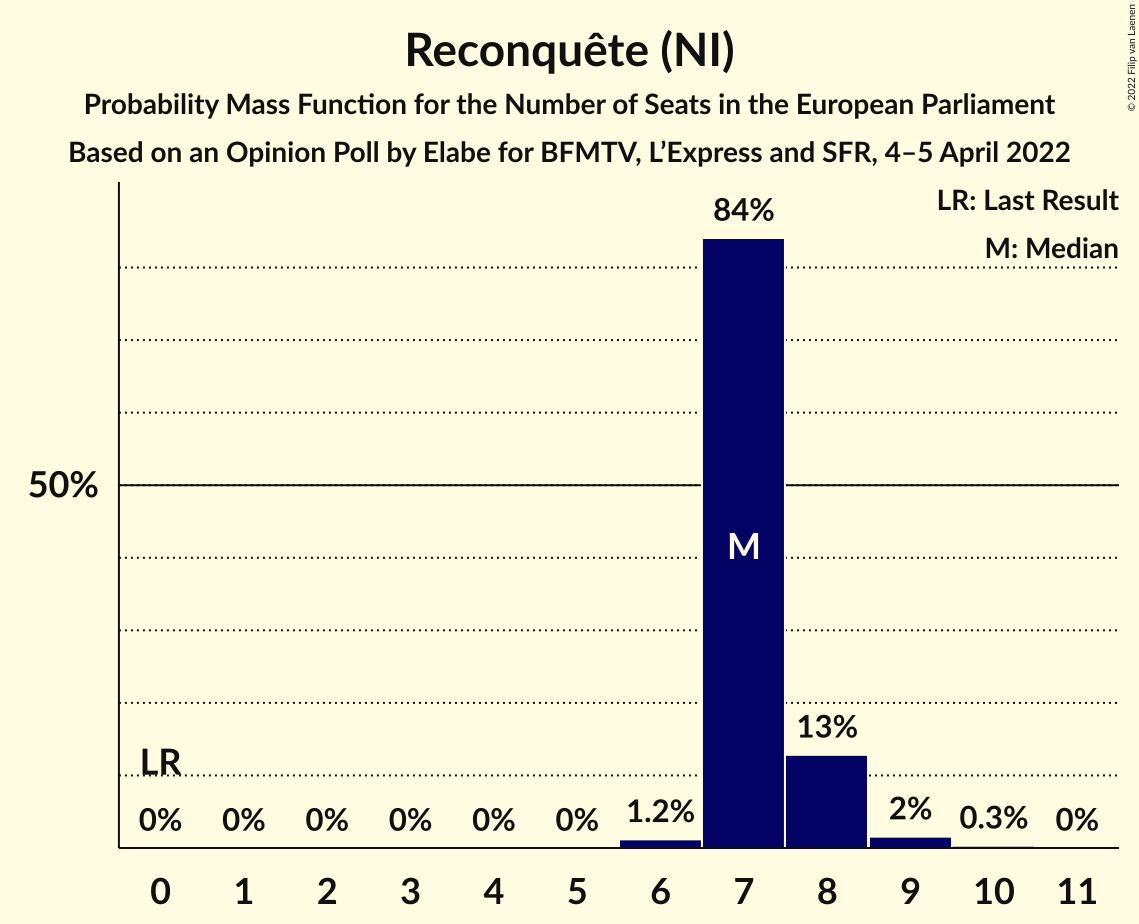 Reconquête (NI)
Probability Mass Function for the Number of Seats in the European Parliament
Based on an Opinion Poll by Elabe for BFMTV, L’Express and SFR, 4–5 April 2022
© 2022 Filip van Laenen
LR: Last Result
M: Median
84%
50%
M
13%
LR
0% 0% 0% 0% 0% 0% 1.2% 2% 0.3% 0%
0 1 2 3 4 5 6 7 8 9 10 11